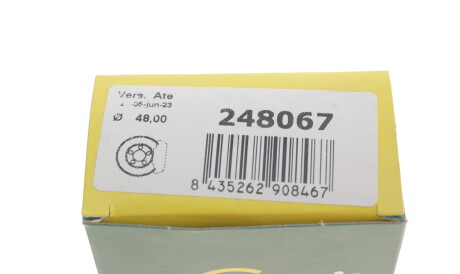 Vers. Ate
-06-jun-23
Ø 48,00
248067
8 435262 908467